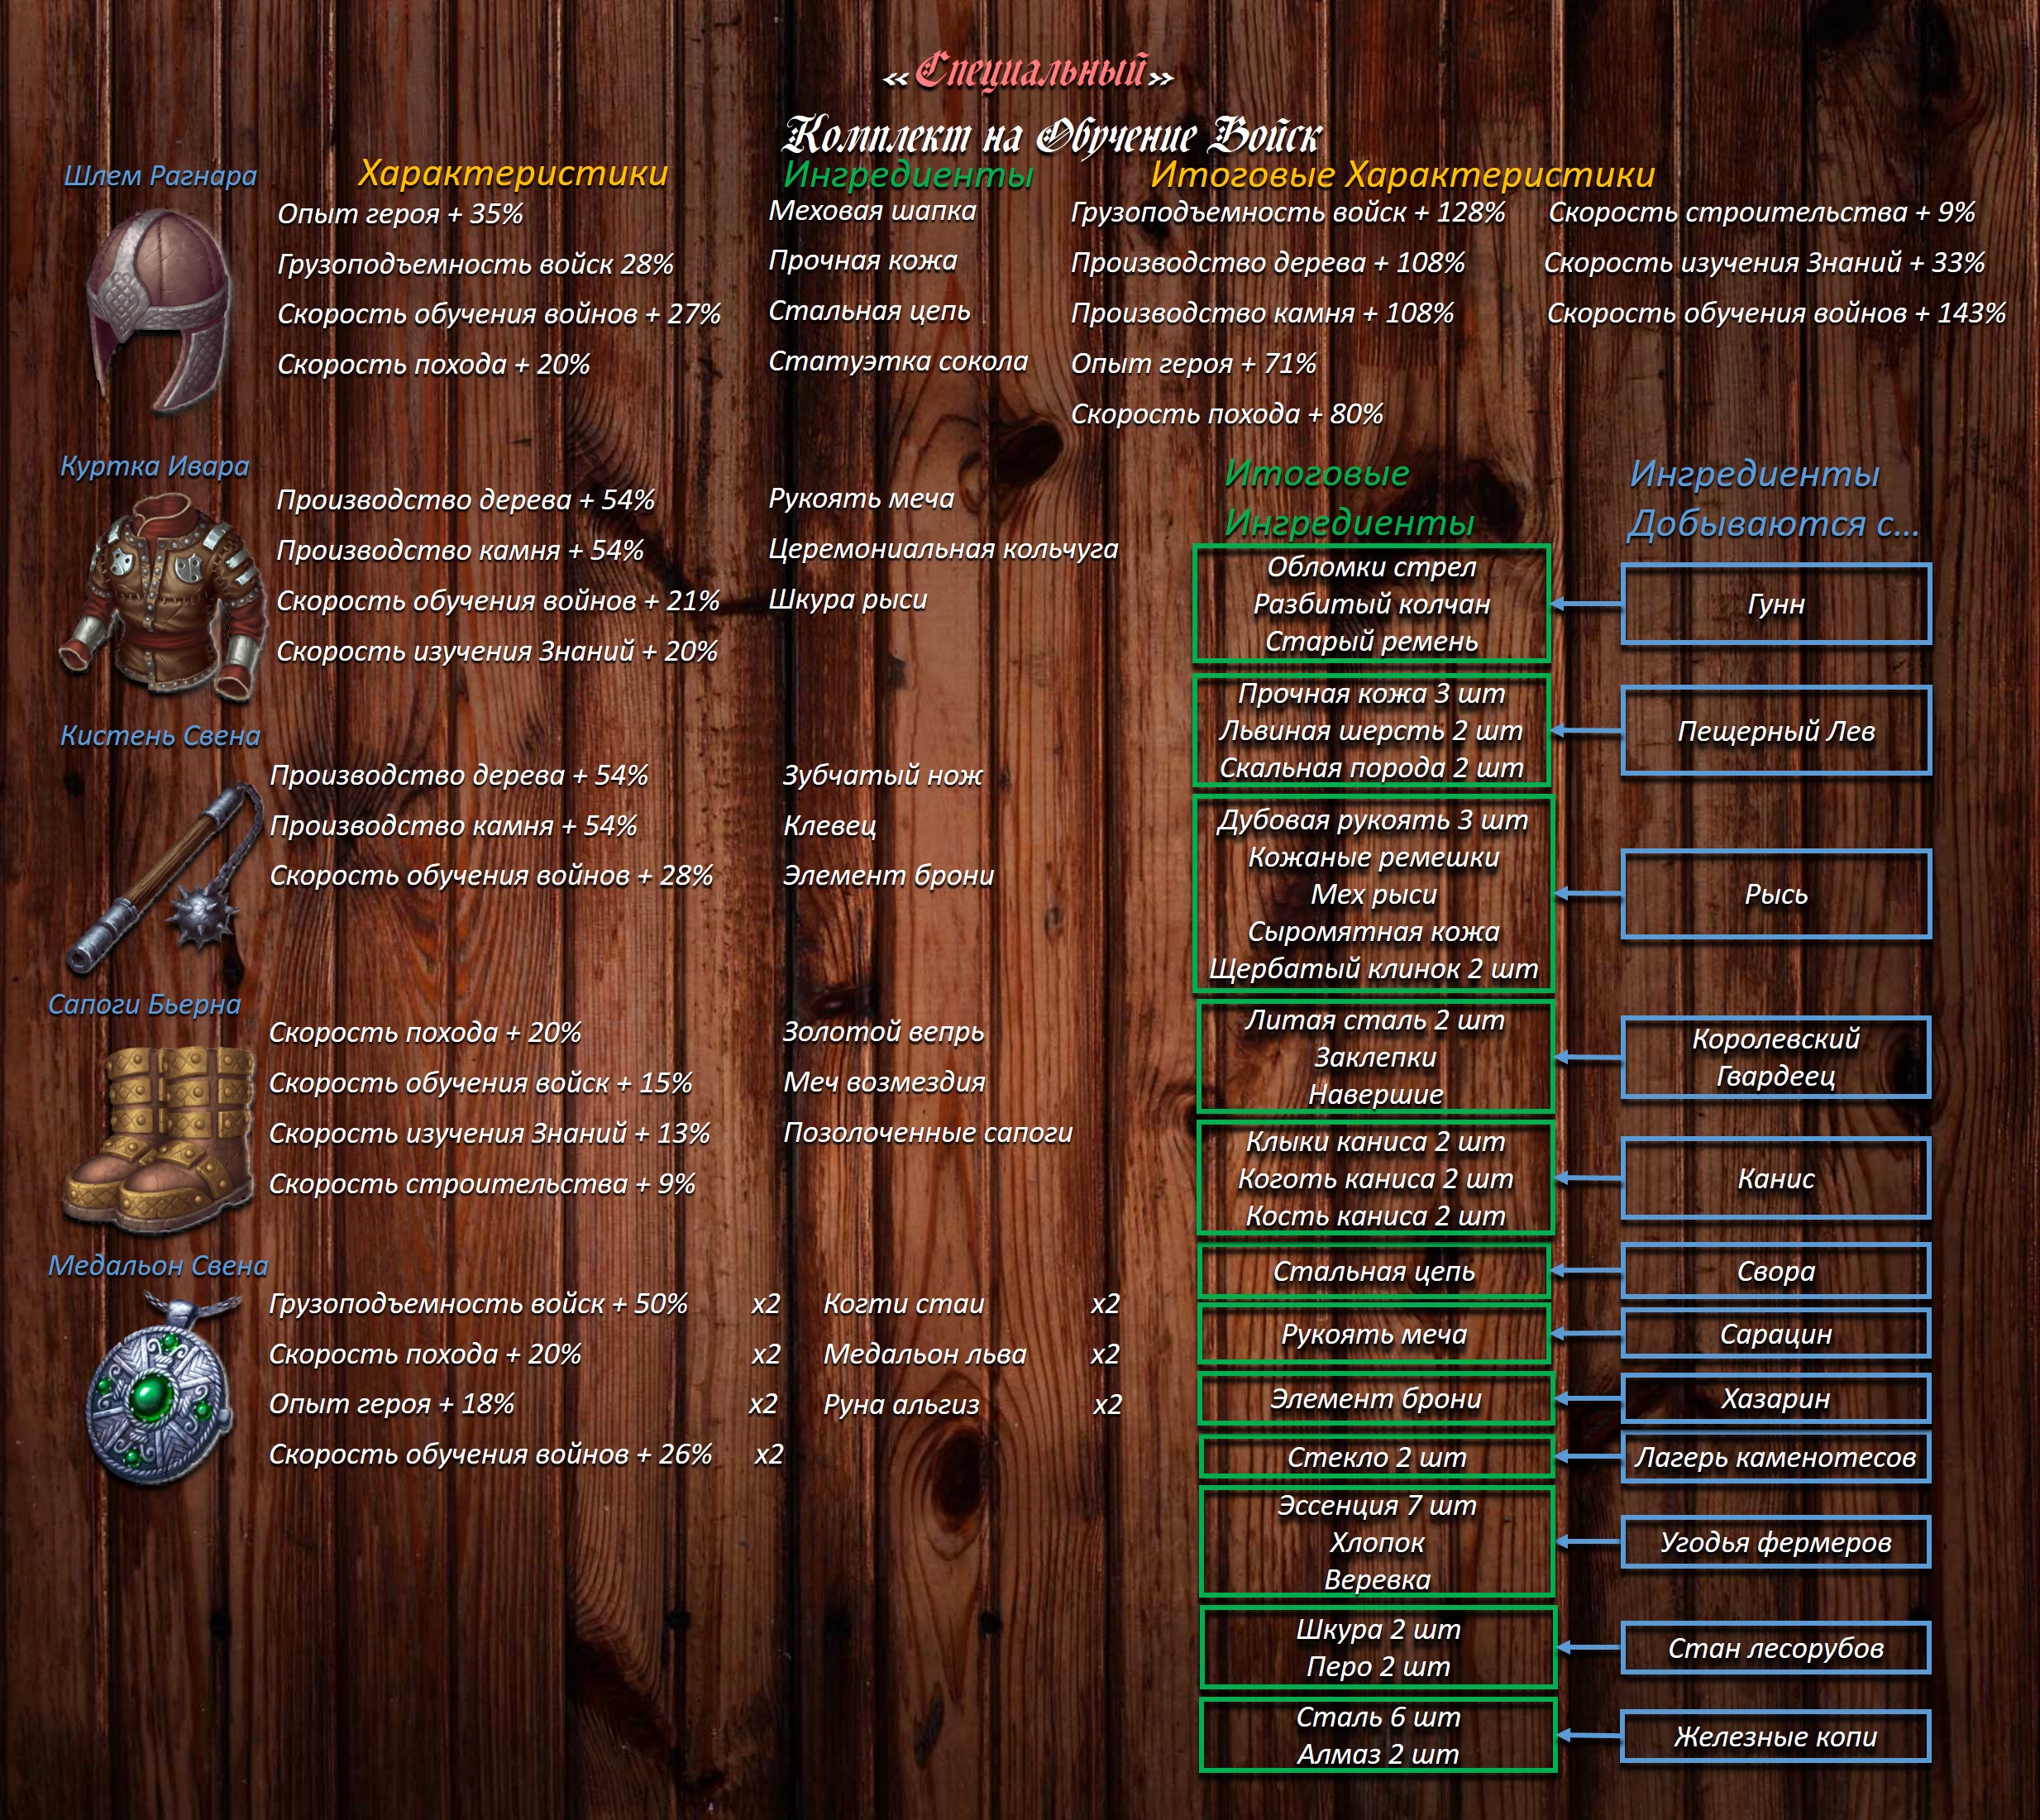 «Специальный»
Комплект на Обучение Войск
Шлем Рагнара
Характеристики
Опыт героя + 35%
Грузоподъемность войск 28%
Скорость обучения войнов + 27%
Скорость похода + 20%
Ингредиенты
Меховая шапка
Прочная кожа
Стальная цепь
Статуэтка сокола
Итоговые Характеристики
Грузоподъемность войск + 128%
Производство дерева + 108%
Производство камня + 108%
Опыт героя + 71%
Скорость похода + 80%
Скорость строительства + 9%
Скорость изучения Знаний + 33%
Скорость обучения войнов + 143%
Куртка Ивара
Производство дерева + 54%
Производство камня + 54%
Скорость обучения войнов + 21%
Скорость изучения Знаний + 20%
Рукоять меча
Церемониальная кольчуга
Шкура рыси
Кистень Свена
Производство дерева + 54%
Производство камня + 54%
Скорость обучения войнов + 28%
Зубчатый нож
Клевец
Элемент брони
Сапоги Бьерна
Скорость похода + 20%
Скорость обучения войск + 15%
Скорость изучения Знаний + 13%
Скорость строительства + 9%
Золотой вепрь
Меч возмездия
Позолоченные сапоги
Медальон Свена
Грузоподъемность войск + 50% x2
Скорость похода + 20% x2
Опыт героя + 18% x2
Скорость обучения войнов + 26% x2
Когти стаи x2
Медальон льва x2
Руна альгиз x2
Итоговые
Ингредиенты
Ингредиенты
Добываются с...
Обломки стрел
Разбитый колчан
Старый ремень
Гунн
Прочная кожа 3 шт
Львиная шерсть 2 шт
Скальная порода 2 шт
Пещерный Лев
Дубовая рукоять 3 шт
Кожаные ремешки
Мех рыси
Сыромятная кожа
Щербатый клинок 2 шт
Рысь
Литая сталь 2 шт
Заклепки
Навершие
Королевский
Гвардеец
Клыки каниса 2 шт
Коготь каниса 2 шт
Кость каниса 2 шт
Канис
Стальная цепь
Свора
Рукоять меча
Сарацин
Элемент брони
Хазарин
Стекло 2 шт
Лагерь каменотесов
Эссенция 7 шт
Хлопок
Веревка
Угодья фермеров
Шкура 2 шт
Перо 2 шт
Стан лесорубов
Сталь 6 шт
Алмаз 2 шт
Железные копи